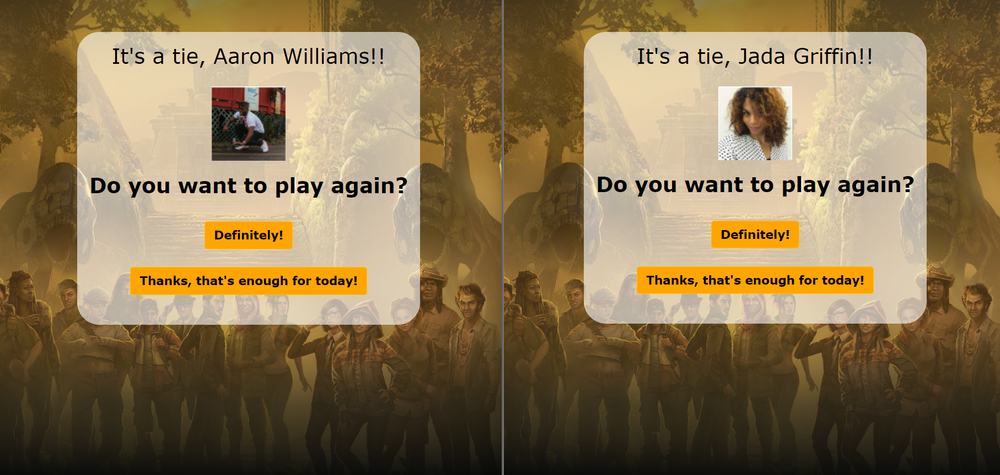 It's a tie, Aaron Williams!!
Do you want to play again?
Definitely!
Thanks, that's enough for today!
It's a tie, Jada Griffin!!
Do you want to play again?
Definitely!
Thanks, that's enough for today!